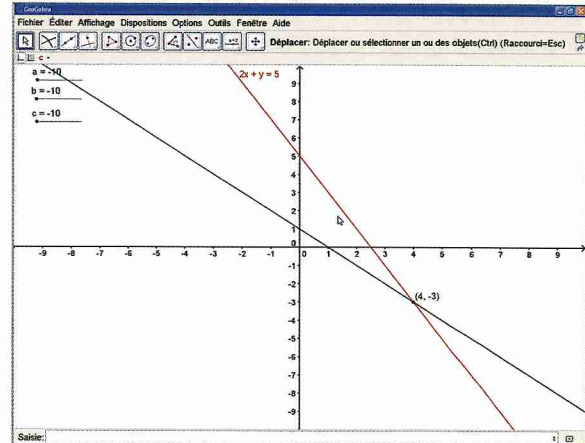 GeoGebra
Fichier Éditer Affichage Dispositions Options Outils Fenêtre Aide
ABC a=2 Déplacer: Déplacer ou sélectionner un ou des objets(Ctrl) (Raccourci=Esc)
c
a = -10
b = -10
c = -10
2x + y = 5
9
8
7
6
5
4
3
2
1
0
-9 -8 -7 -6 -5 -4 -3 -2 -1 0 1 2 3 4 5 6 7 8 9
-1
-2
-3
(4, -3)
-4
-5
-6
-7
-8
-9
Saisie: